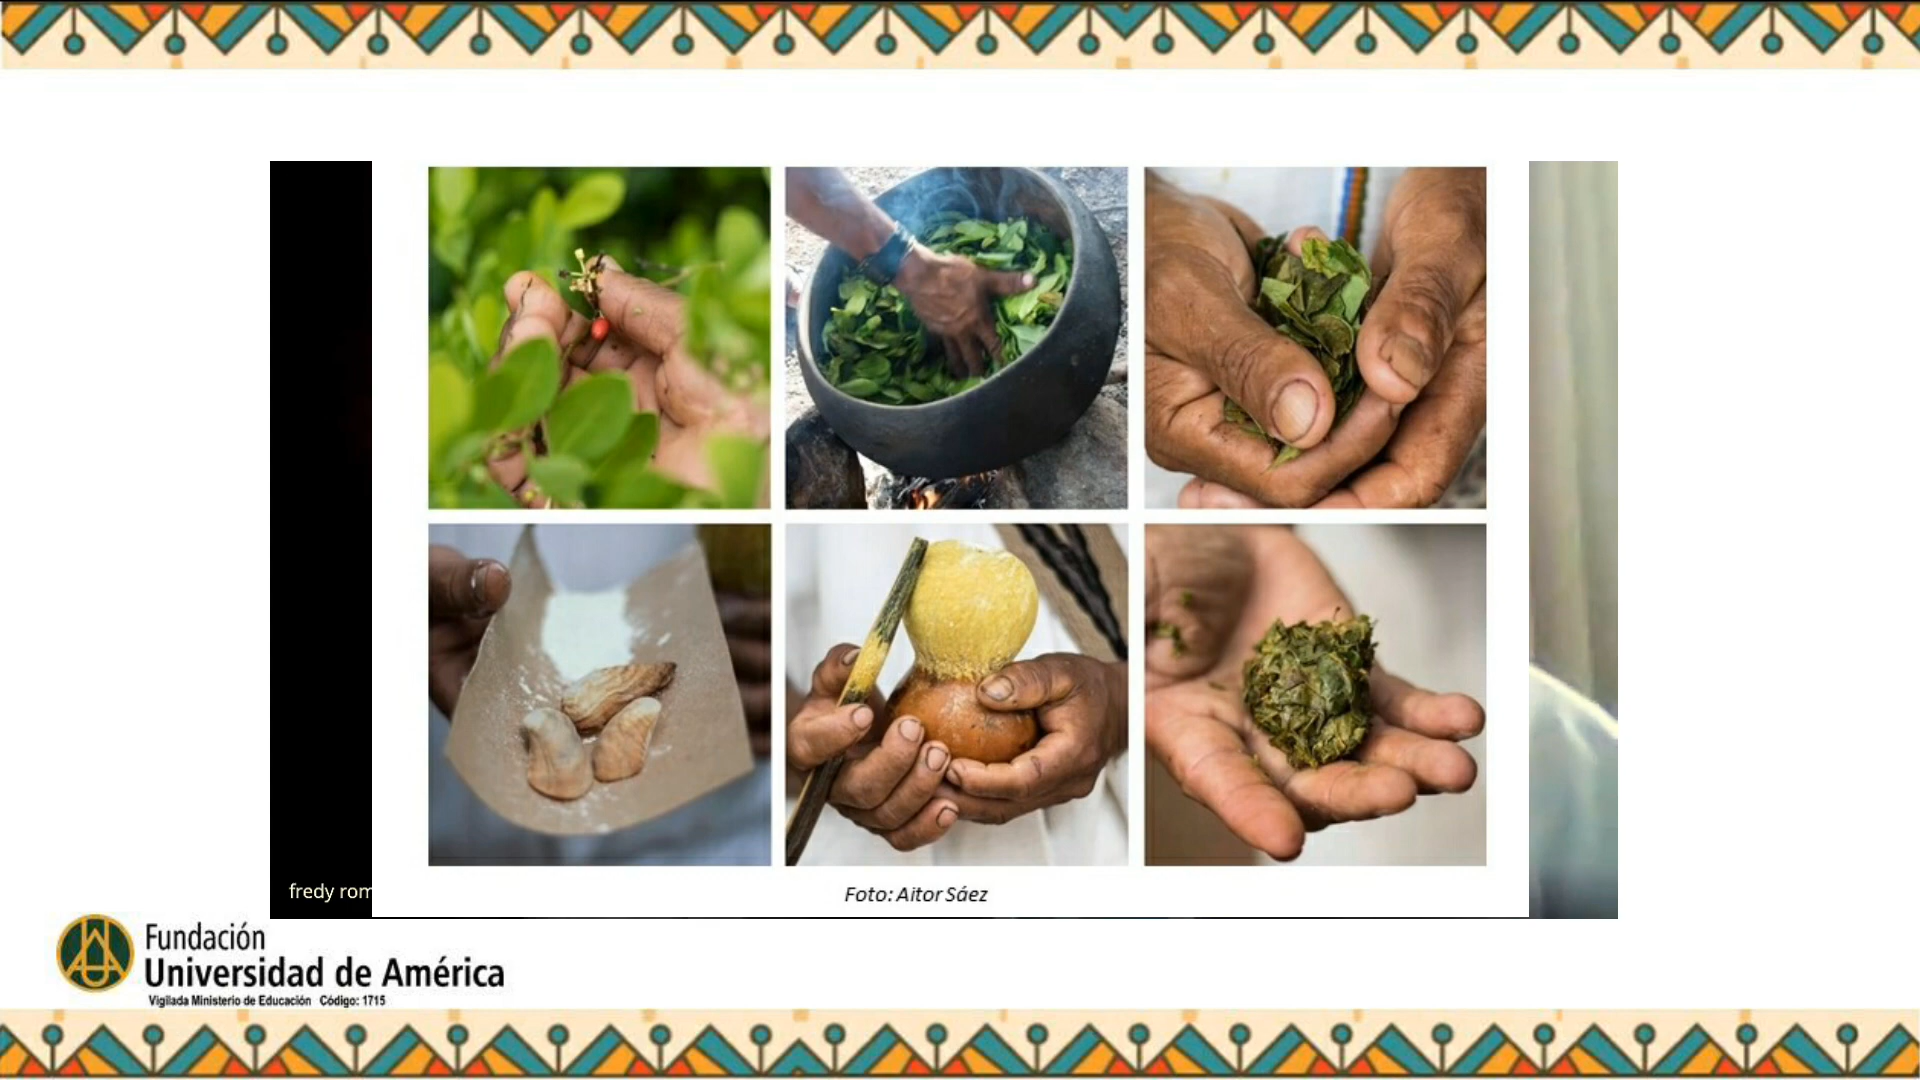 fredy rom
Foto: Aitor Sáez
Fundación
Universidad de América
Vigilada Ministerio de Educación Código: 1715